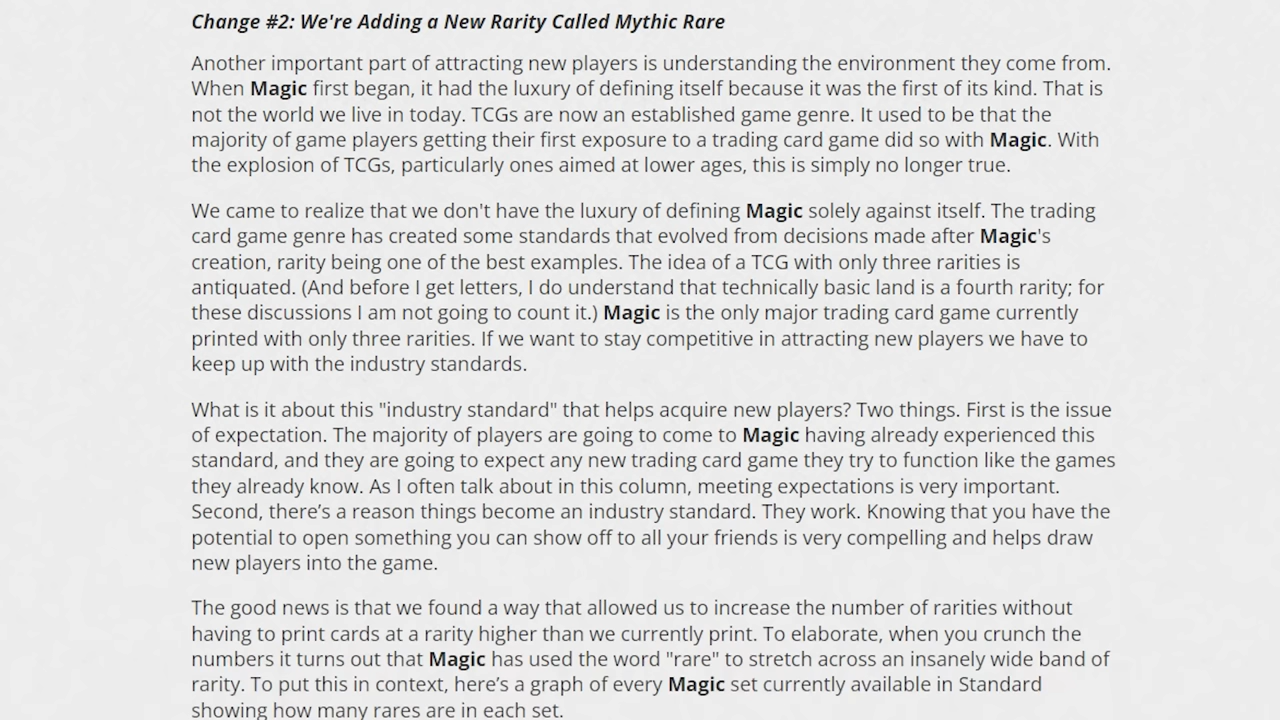 Change #2: We're Adding a New Rarity Called Mythic Rare
Another important part of attracting new players is understanding the environment they come from.
When Magic first began, it had the luxury of defining itself because it was the first of its kind. That is
not the world we live in today. TCGs are now an established game genre. It used to be that the
majority of game players getting their first exposure to a trading card game did so with Magic. With
the explosion of TCGs, particularly ones aimed at lower ages, this is simply no longer true.
We came to realize that we don't have the luxury of defining Magic solely against itself. The trading
card game genre has created some standards that evolved from decisions made after Magic's
creation, rarity being one of the best examples. The idea of a TCG with only three rarities is
antiquated. (And before I get letters, I do understand that technically basic land is a fourth rarity; for
these discussions I am not going to count it.) Magic is the only major trading card game currently
printed with only three rarities. If we want to stay competitive in attracting new players we have to
keep up with the industry standards.
What is it about this "industry standard" that helps acquire new players? Two things. First is the issue
of expectation. The majority of players are going to come to Magic having already experienced this
standard, and they are going to expect any new trading card game they try to function like the games
they already know. As I often talk about in this column, meeting expectations is very important.
Second, there’s a reason things become an industry standard. They work. Knowing that you have the
potential to open something you can show off to all your friends is very compelling and helps draw
new players into the game.
The good news is that we found a way that allowed us to increase the number of rarities without
having to print cards at a rarity higher than we currently print. To elaborate, when you crunch the
numbers it turns out that Magic has used the word "rare" to stretch across an insanely wide band of
rarity. To put this in context, here’s a graph of every Magic set currently available in Standard
showing how many rares are in each set.